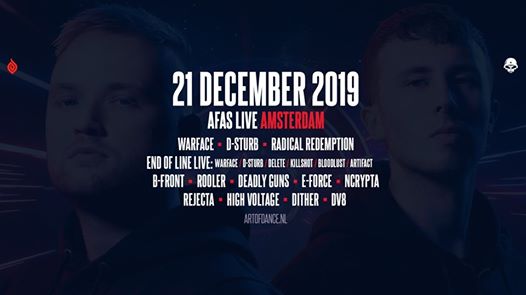 21 DECEMBER 2019
AFAS LIVE AMSTERDAM
WARFACE • D-STURB • RADICAL REDEMPTION
END OF LINE LIVE: WARFACE / D-STURB / DELETE / KILLSHOT / BLOODLUST / ARTIFACT
B-FRONT • ROOLER • DEADLY GUNS • E-FORCE • NCRYPTA
REJECTA • HIGH VOLTAGE • DITHER • DV8
ARTOFDANCE.NL